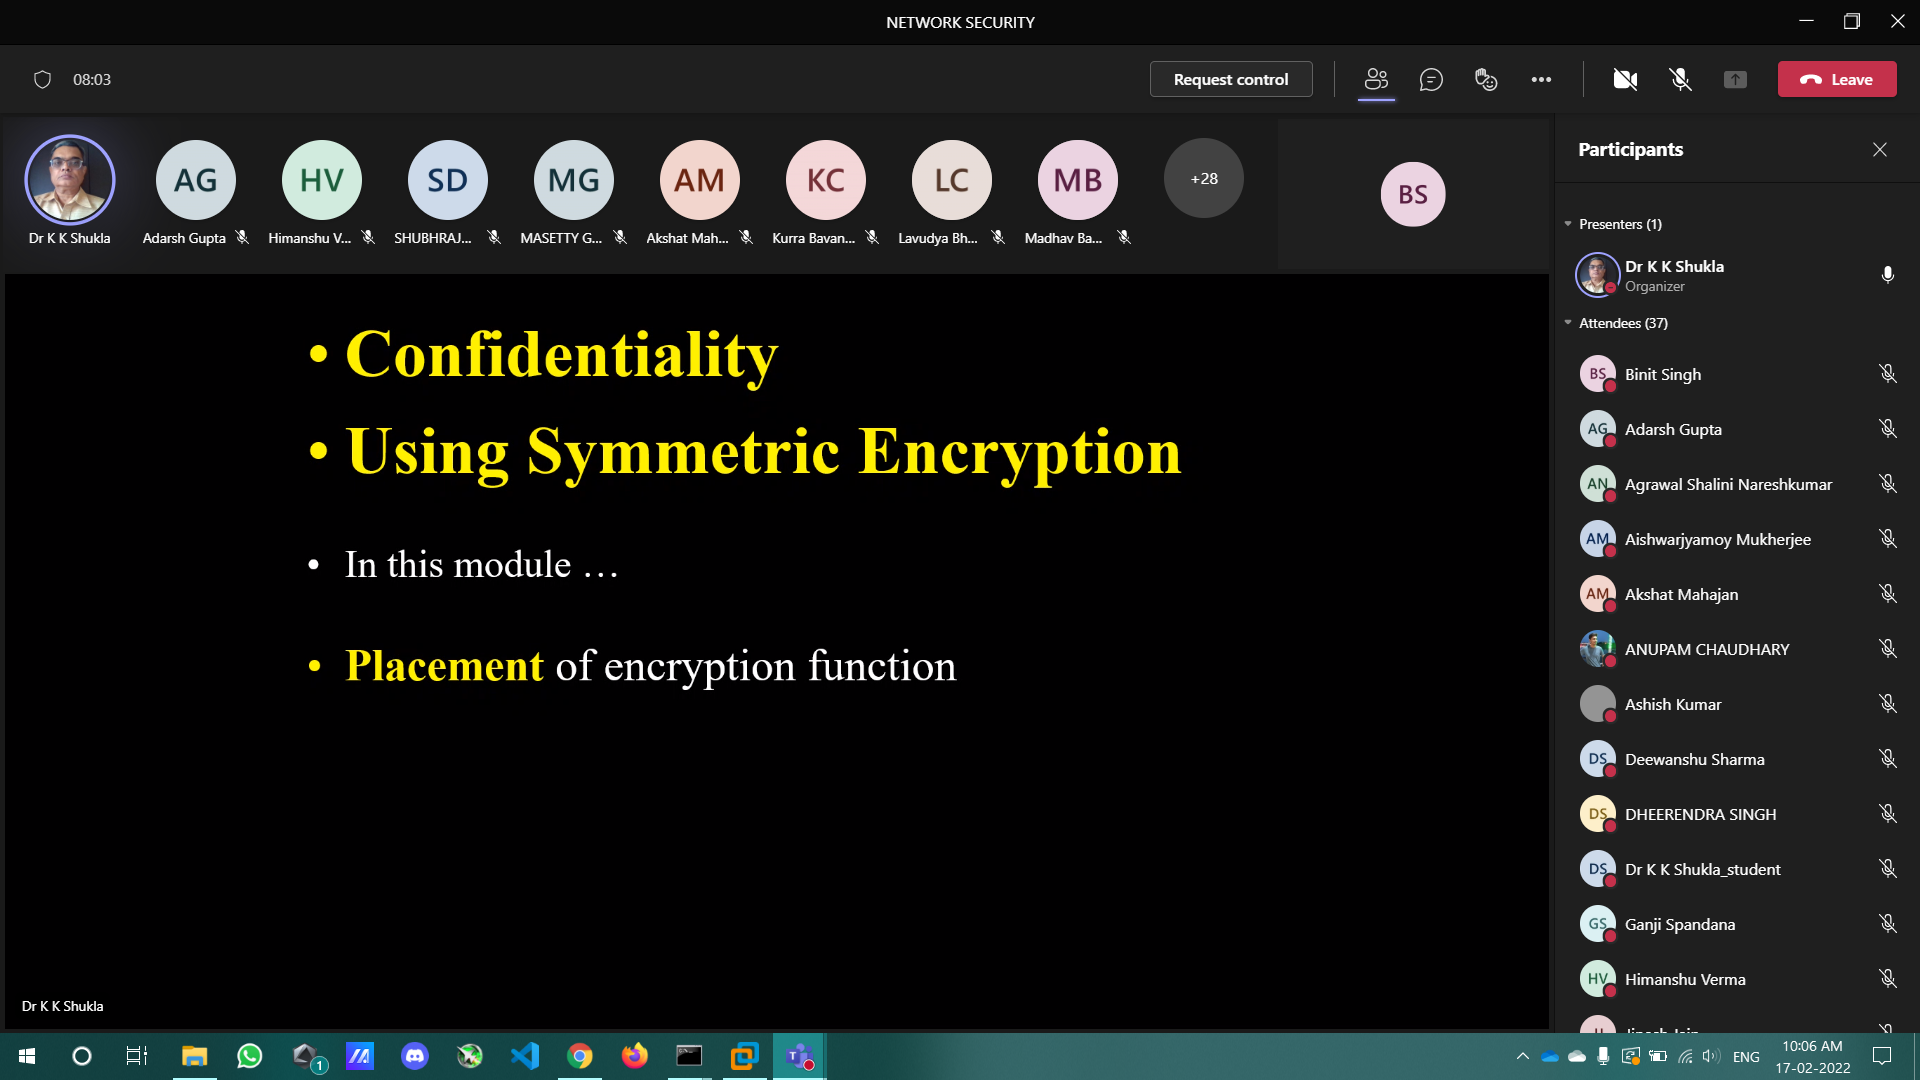 NETWORK SECURITY
08:03
Request control
Leave
AG
HV
SD
MG
AM
KC
LC
MB
+28
BS
Dr K K Shukla
Adarsh Gupta
Himanshu V...
SHUBHRAJ...
MASETTY G...
Akshat Mah...
Kurra Bavan...
Lavudya Bh...
Madhav Ba...
• Confidentiality
• Using Symmetric Encryption
• In this module …
• Placement of encryption function
Dr K K Shukla
Participants
Presenters (1)
Dr K K Shukla
Organizer
Attendees (37)
BS Binit Singh
AG Adarsh Gupta
AN Agrawal Shalini Nareshkumar
AM Aishwarjyamoy Mukherjee
AM Akshat Mahajan
ANUPAM CHAUDHARY
Ashish Kumar
DS Deewanshu Sharma
DS DHEERENDRA SINGH
DS Dr K K Shukla_student
GS Ganji Spandana
HV Himanshu Verma
1
ENG
10:06 AM
17-02-2022